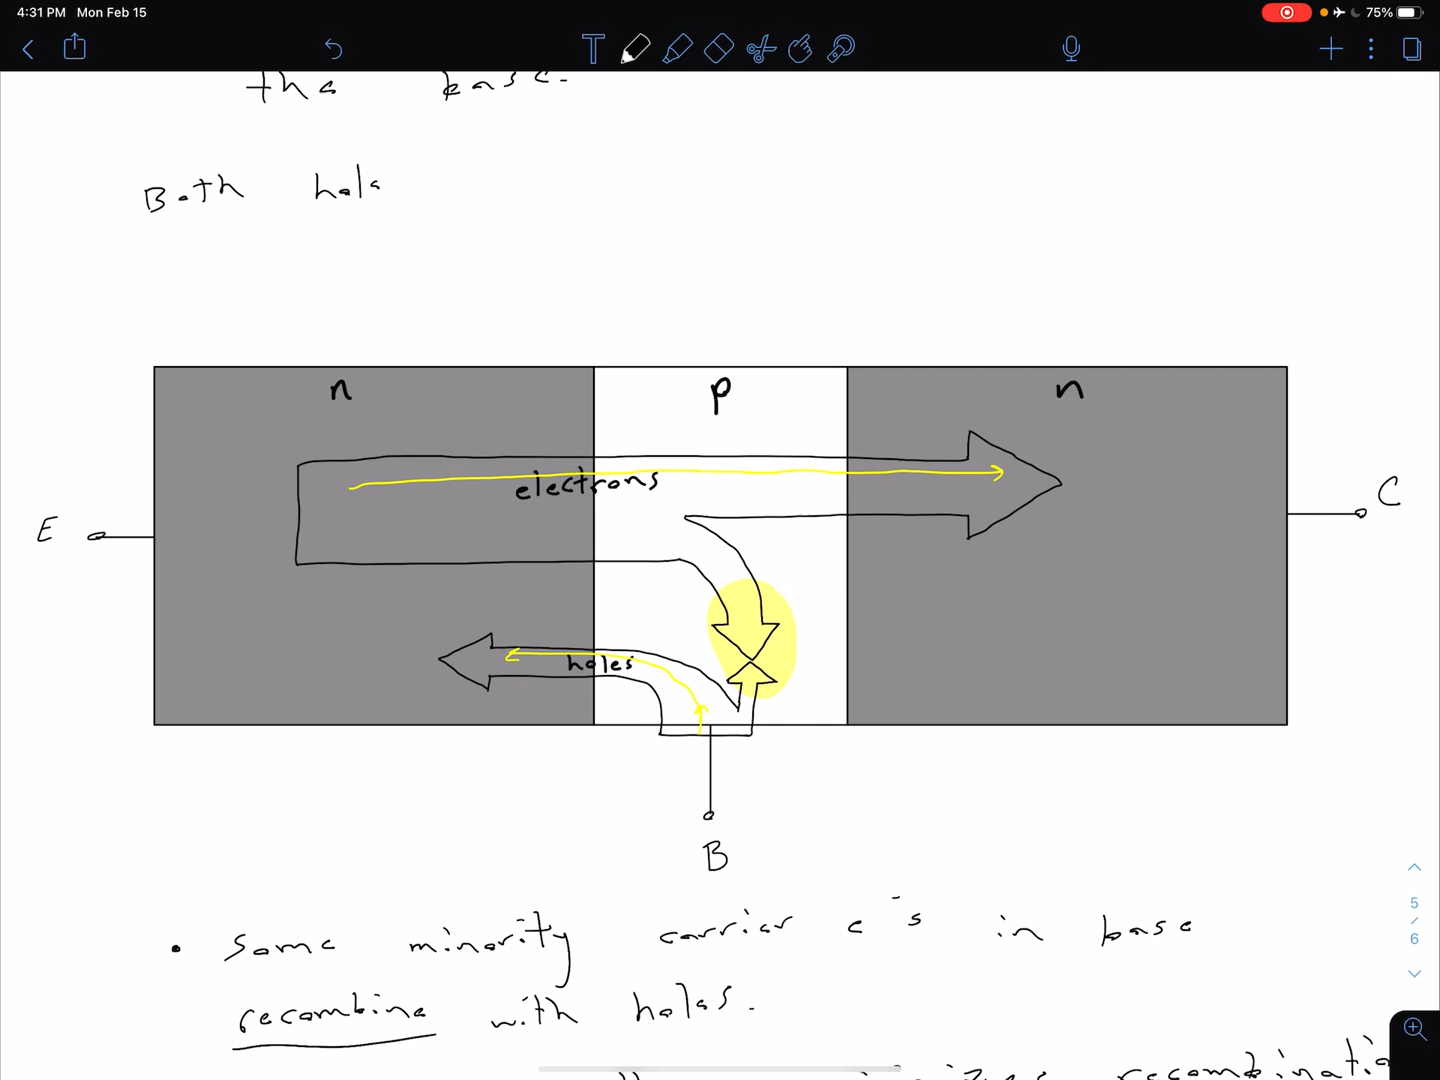 4:31 PM Mon Feb 15
75%
T
the base.
Both hole
n p n
electrons
E
C
holes
B
5
/
6
• Some minority carrier e⁻'s in base
recombine with holes.
recombination